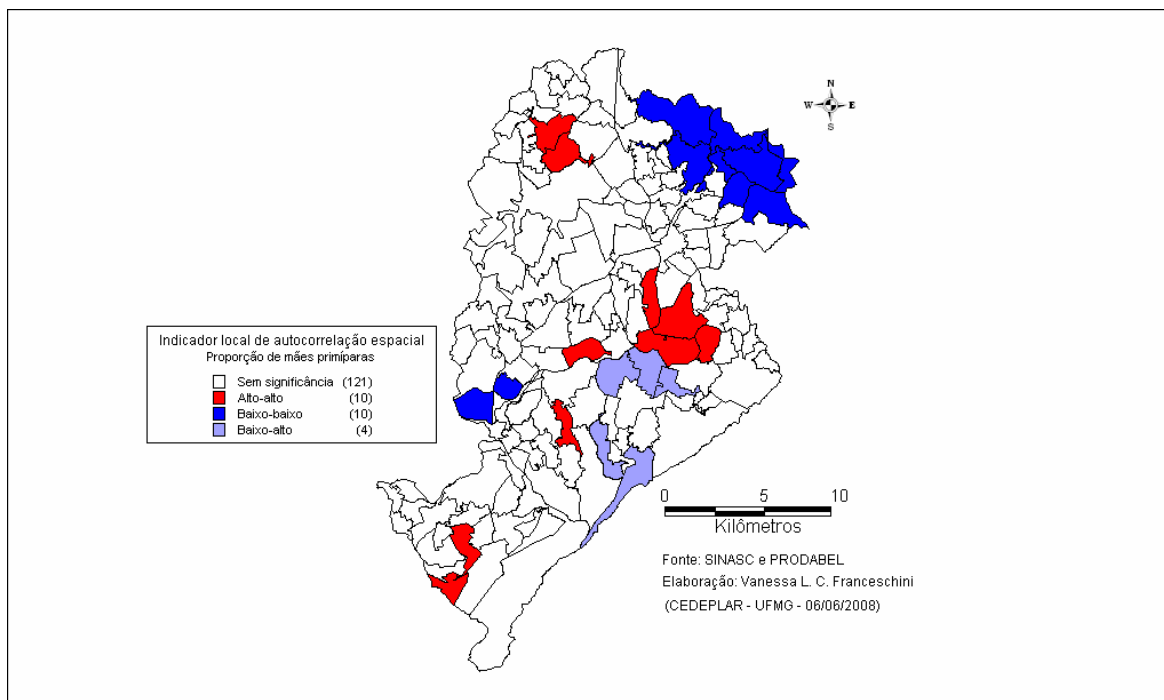 N
W E
S
Indicador local de autocorrelação espacial
Proporção de mães primíparas
Sem significância (121)
Alto-alto (10)
Baixo-baixo (10)
Baixo-alto (4)
0 5 10
Kilômetros
Fonte: SINASC e PRODABEL
Elaboração: Vanessa L. C. Franceschini
(CEDEPLAR - UFMG - 06/06/2008)